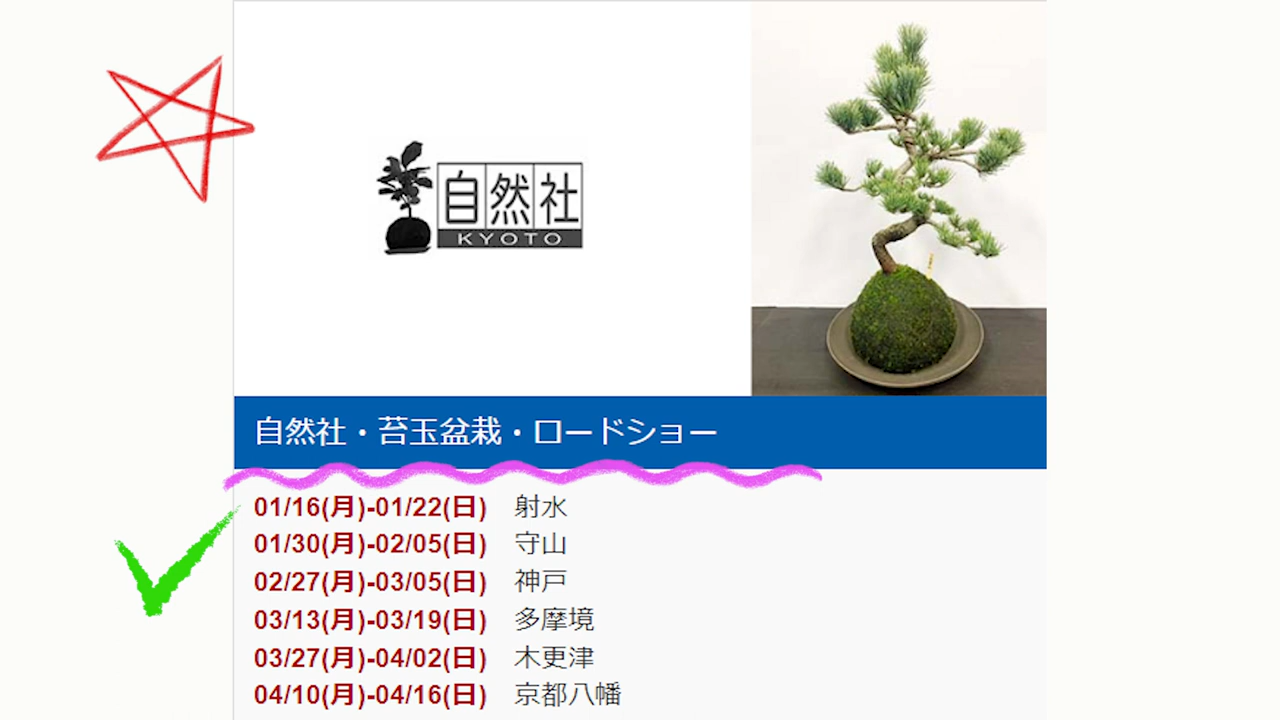 自然社
KYOTO
自然社・苔玉盆栽・ロードショー
01/16(月)-01/22(日) 射水
01/30(月)-02/05(日) 守山
02/27(月)-03/05(日) 神戸
03/13(月)-03/19(日) 多摩境
03/27(月)-04/02(日) 木更津
04/10(月)-04/16(日) 京都八幡